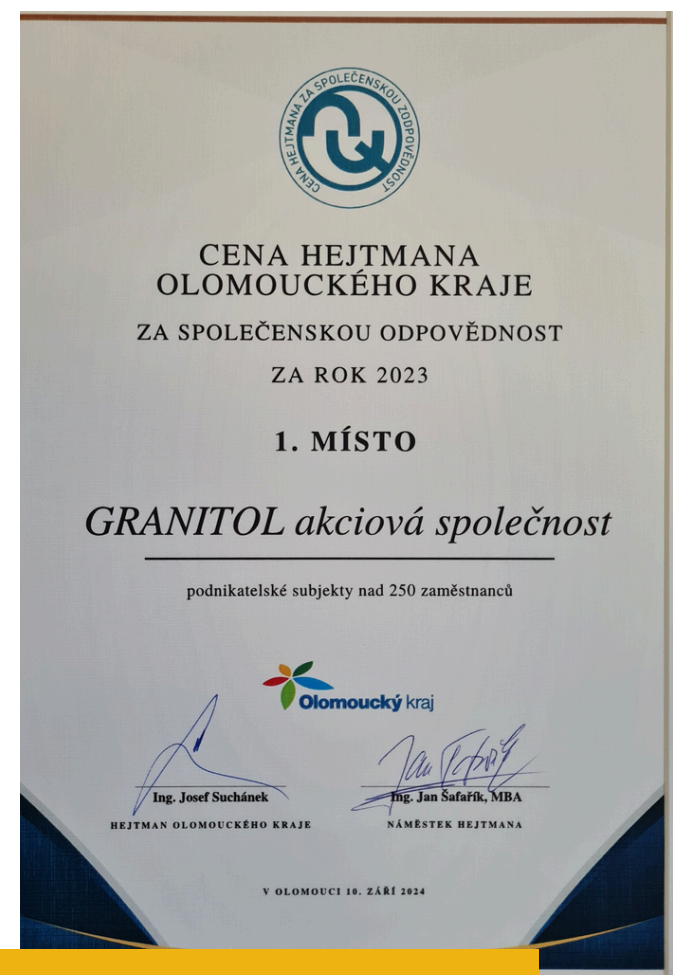 CENA HEJTMANA ZA SPOLEČENSKOU ZODPOVĚDNOST
CENA HEJTMANA
OLOMOUCKÉHO KRAJE
ZA SPOLEČENSKOU ODPOVĚDNOST
ZA ROK 2023
1. MÍSTO
GRANITOL akciová společnost
podnikatelské subjekty nad 250 zaměstnanců
Olomoucký kraj
Ing. Josef Suchánek
Ing. Jan Šafařík, MBA
HEJTMAN OLOMOUCKÉHO KRAJE
NÁMĚSTEK HEJTMANA
V OLOMOUCI 10. ZÁŘÍ 2024